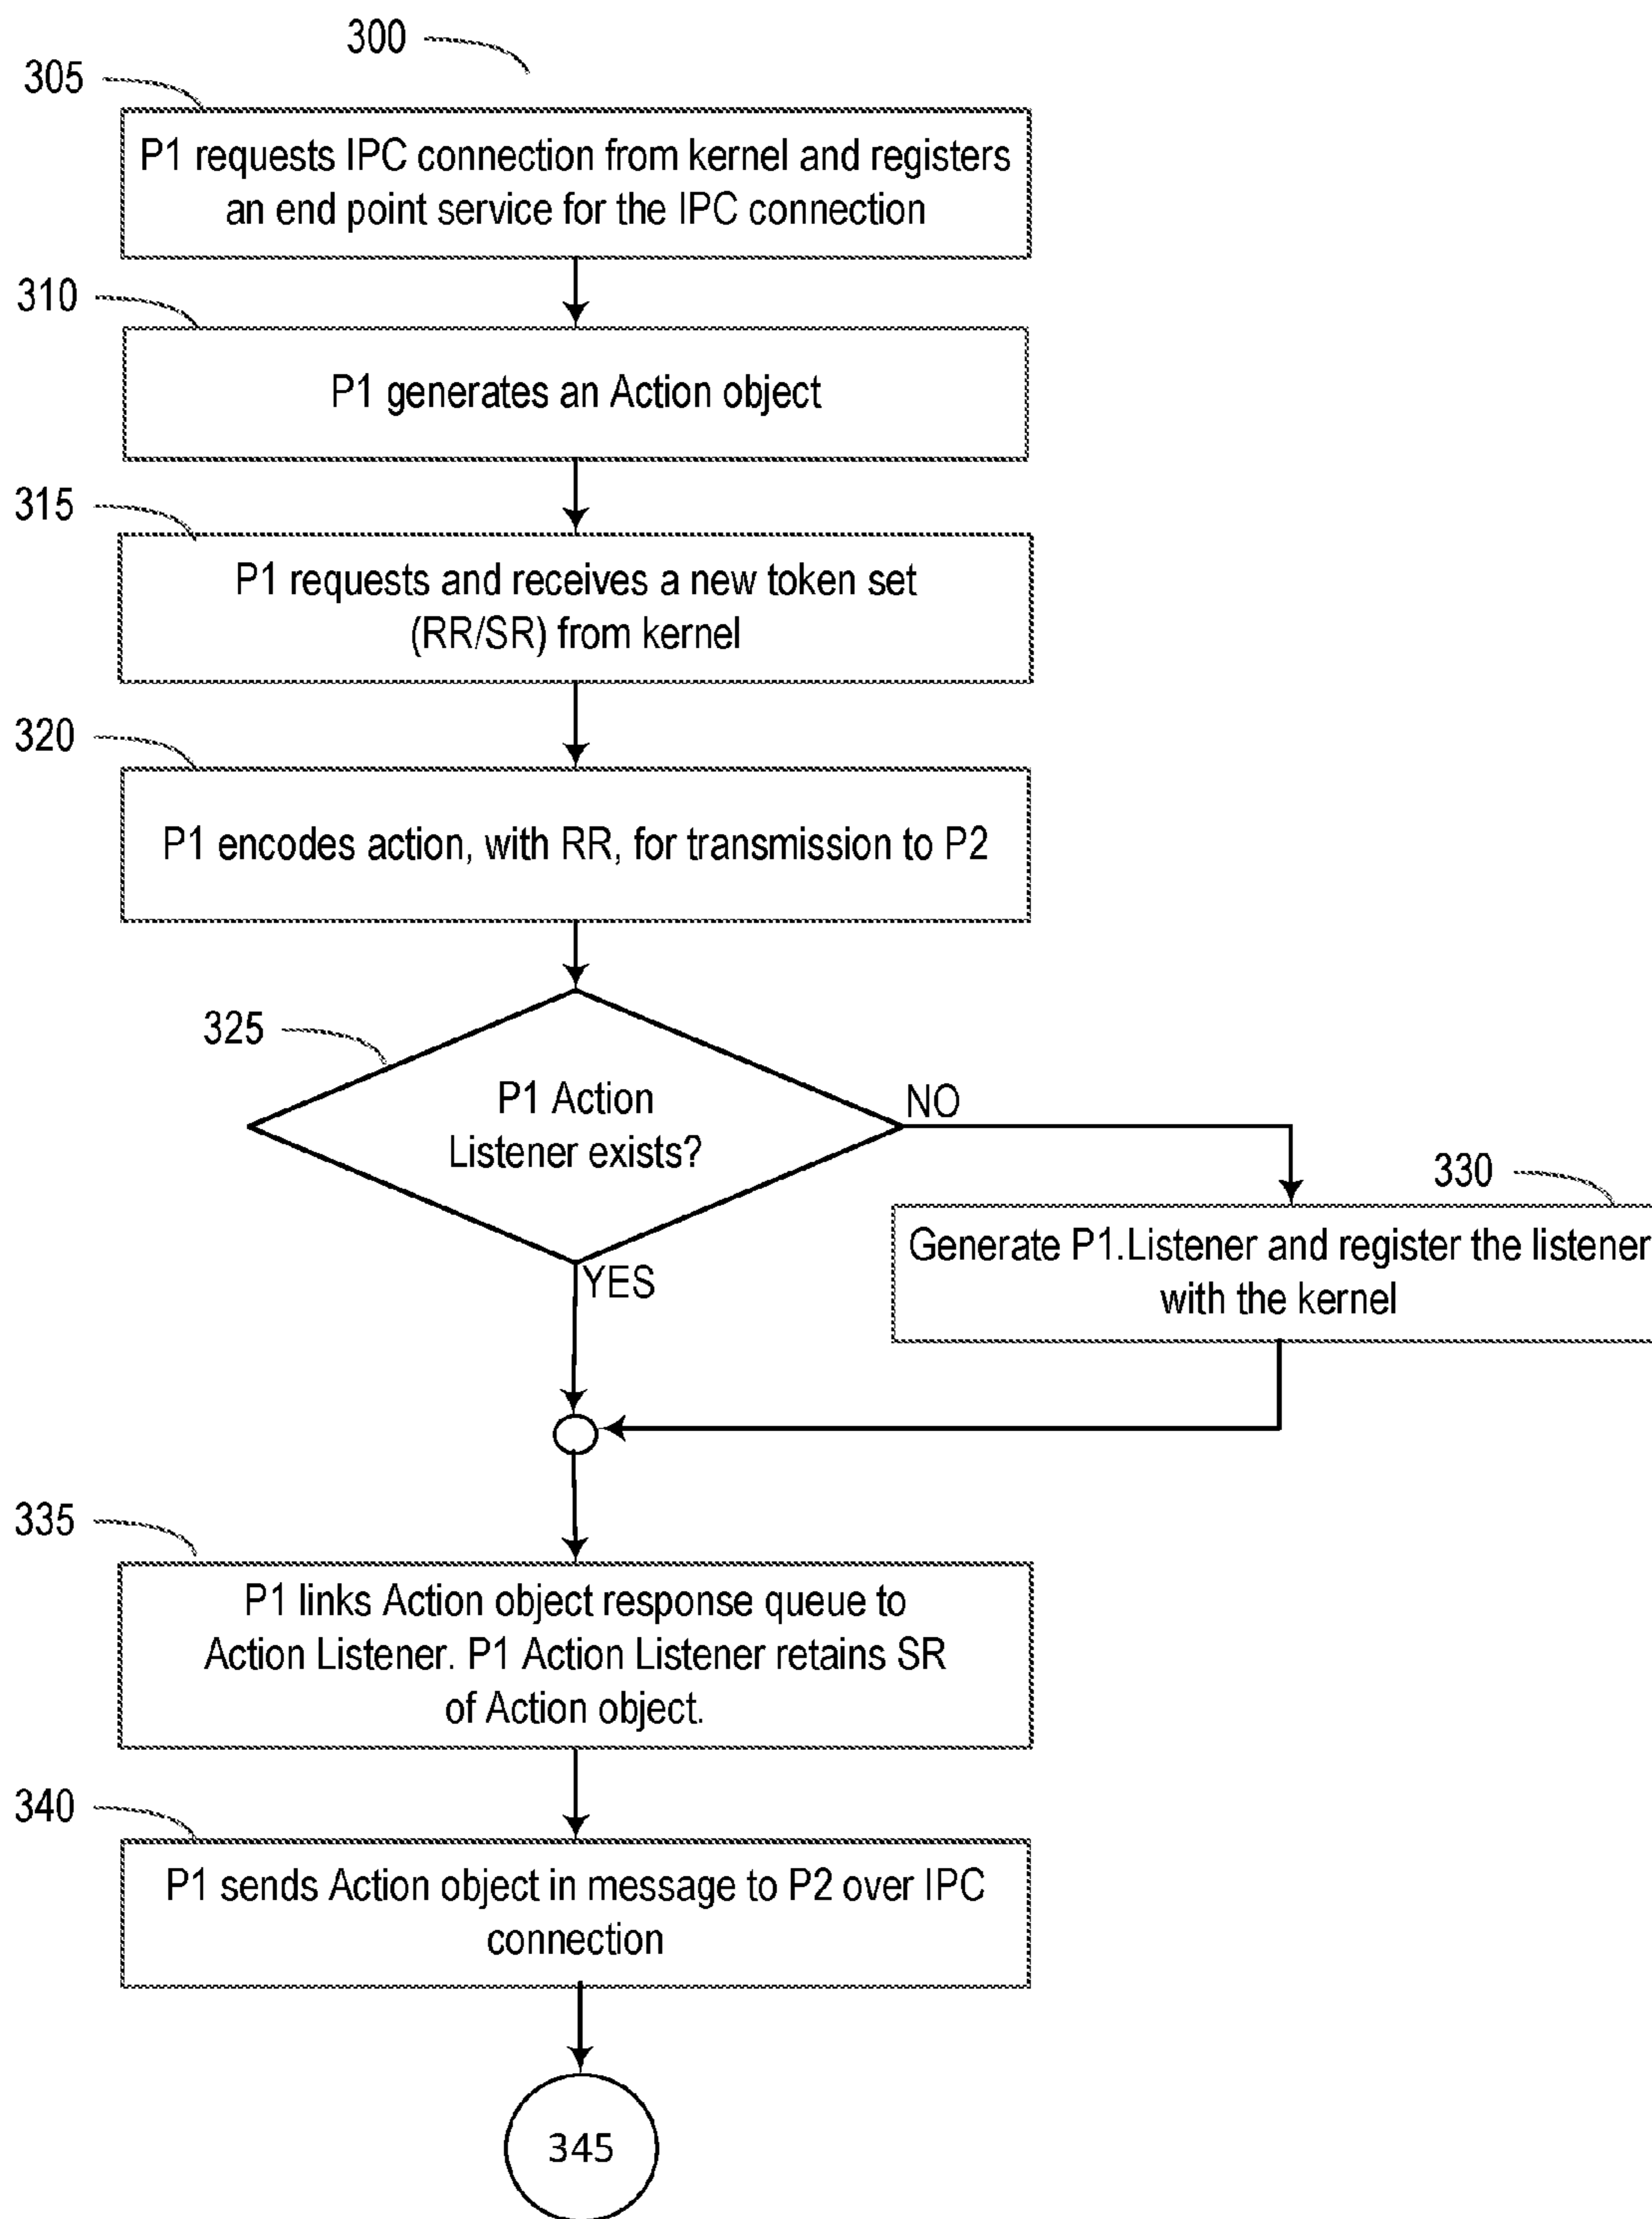 300
305
P1 requests IPC connection from kernel and registers
an end point service for the IPC connection
310
P1 generates an Action object
315
P1 requests and receives a new token set
(RR/SR) from kernel
320
P1 encodes action, with RR, for transmission to P2
325
P1 Action
Listener exists?
NO
330
Generate P1.Listener and register the listener
with the kernel
YES
335
P1 links Action object response queue to
Action Listener. P1 Action Listener retains SR
of Action object.
340
P1 sends Action object in message to P2 over IPC
connection
345